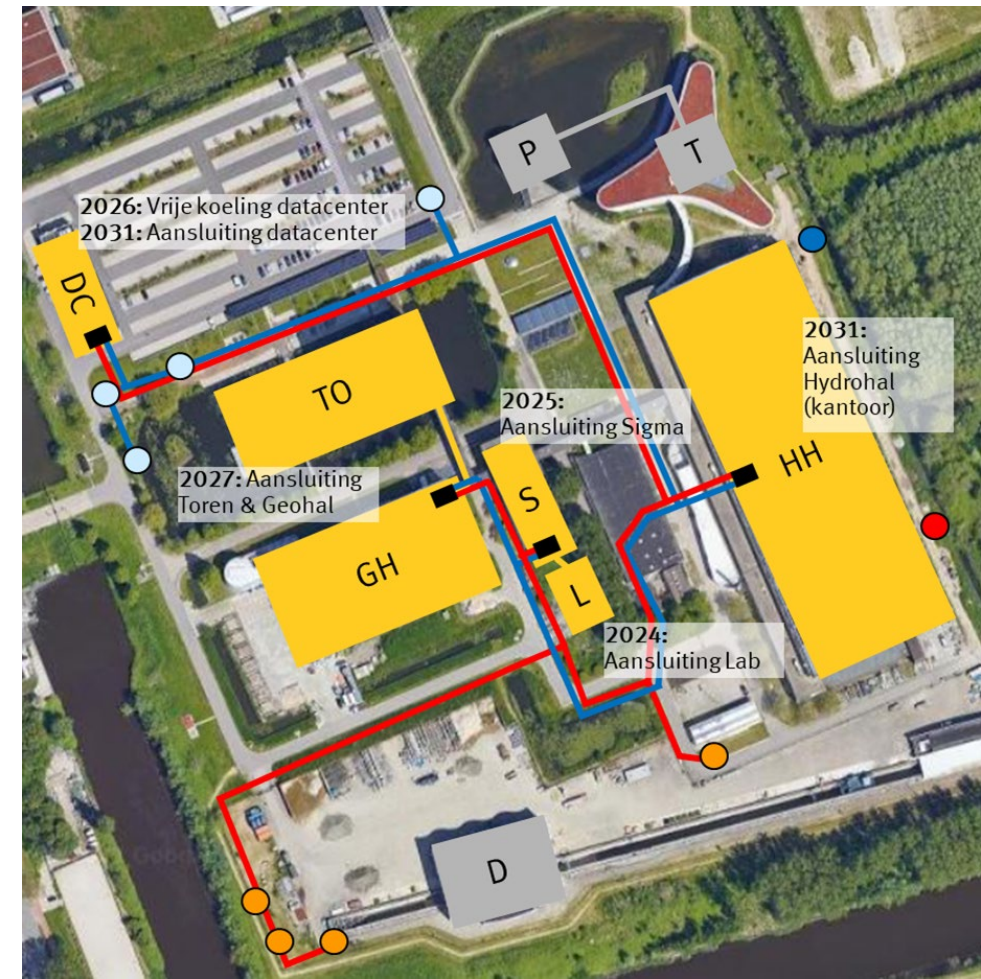 P
T
2026: Vrije koeling datacenter
2031: Aansluiting datacenter
DC
2031:
Aansluiting
Hydrohal
(kantoor)
TO
2025:
Aansluiting Sigma
HH
2027: Aansluiting
Toren & Geohal
S
GH
L
2024:
Aansluiting Lab
D